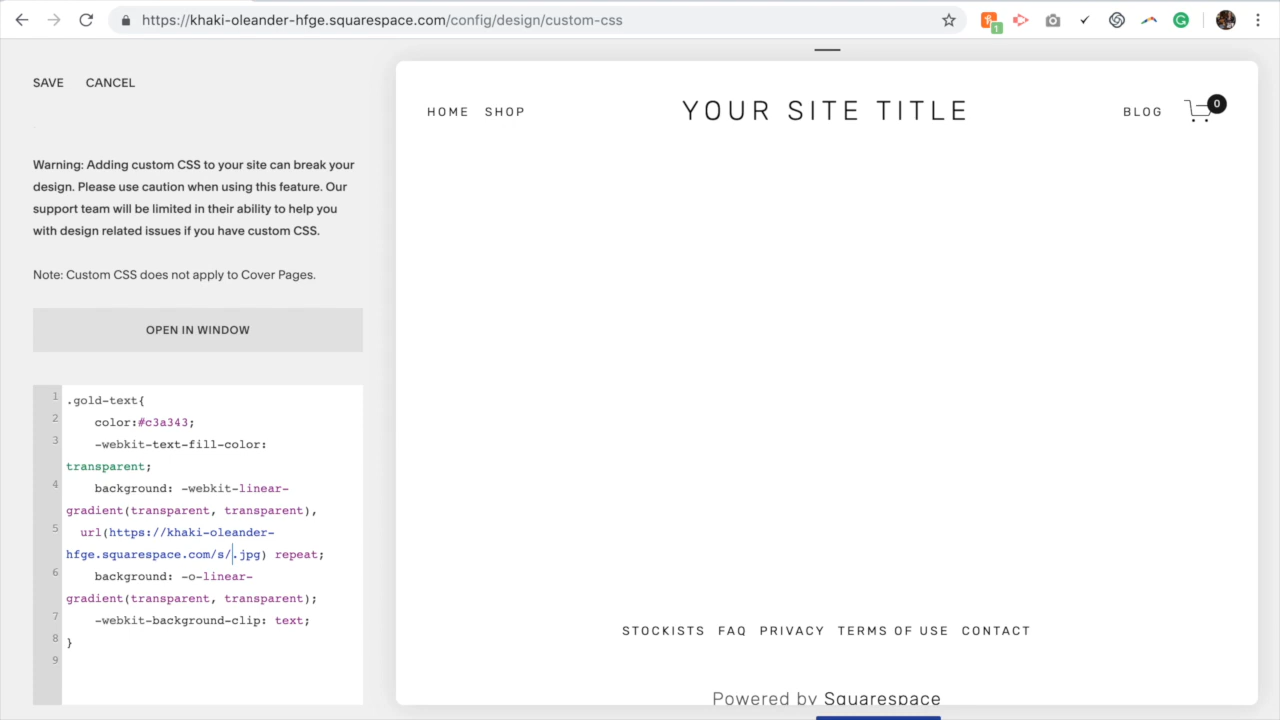 https://khaki-oleander-hfge.squarespace.com/config/design/custom-css
1
SAVE CANCEL
HOME SHOP YOUR SITE TITLE BLOG 0
Warning: Adding custom CSS to your site can break your
design. Please use caution when using this feature. Our
support team will be limited in their ability to help you
with design related issues if you have custom CSS.
Note: Custom CSS does not apply to Cover Pages.
OPEN IN WINDOW
1 .gold-text{
2 color:#c3a343;
3 -webkit-text-fill-color:
transparent;
4 background: -webkit-linear-
gradient(transparent, transparent),
5 url(https://khaki-oleander-
hfge.squarespace.com/s/.jpg) repeat;
6 background: -o-linear-
gradient(transparent, transparent);
7 -webkit-background-clip: text;
8 }
9
STOCKISTS FAQ PRIVACY TERMS OF USE CONTACT
Powered by Squarespace